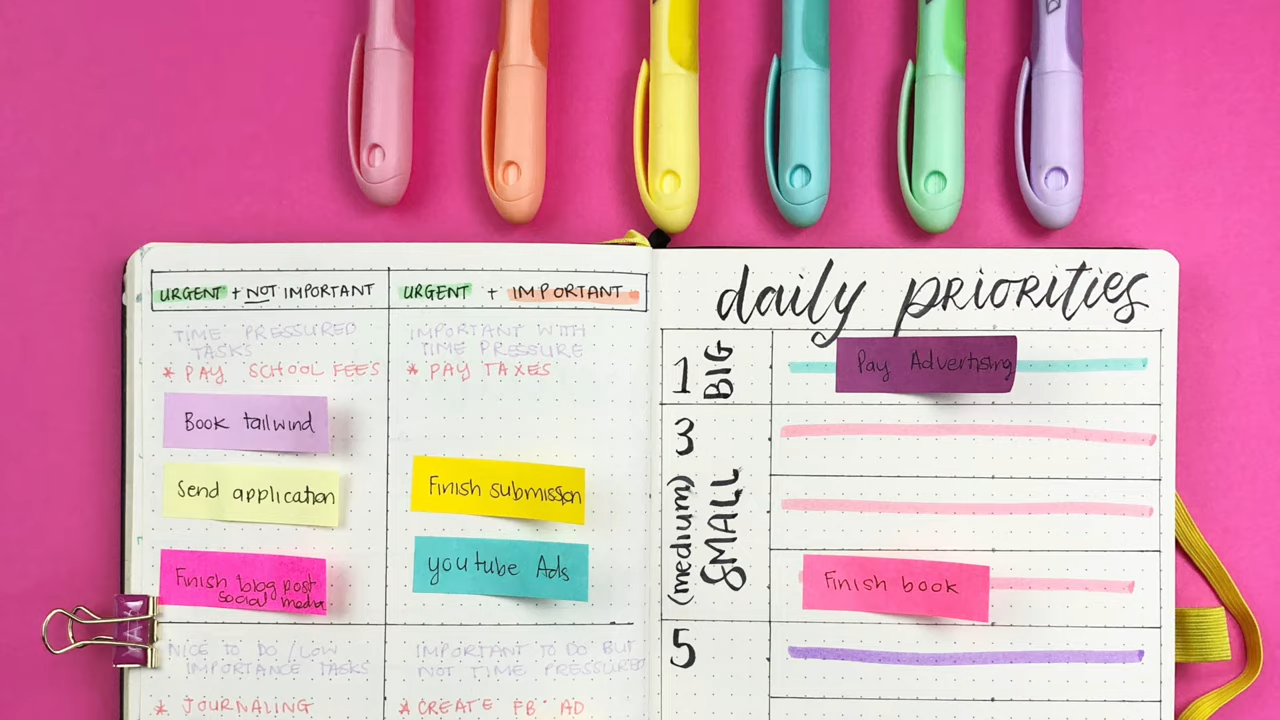 URGENT + NOT IMPORTANT
TIME PRESSURED
TASKS
* PAY SCHOOL FEES
Book tailwind
Send application
Finish blog post
social media
NICE TO DO / LOW
IMPORTANCE TASKS
* JOURNALING
URGENT + IMPORTANT
IMPORTANT WITH
TIME PRESSURE
* PAY TAXES
Finish submission
youtube Ads
IMPORTANT TO DO BUT
NOT TIME PRESSURED
* CREATE FB AD
daily priorities
1 BIG
Pay Advertising
3 (medium) SMALL
Finish book
5